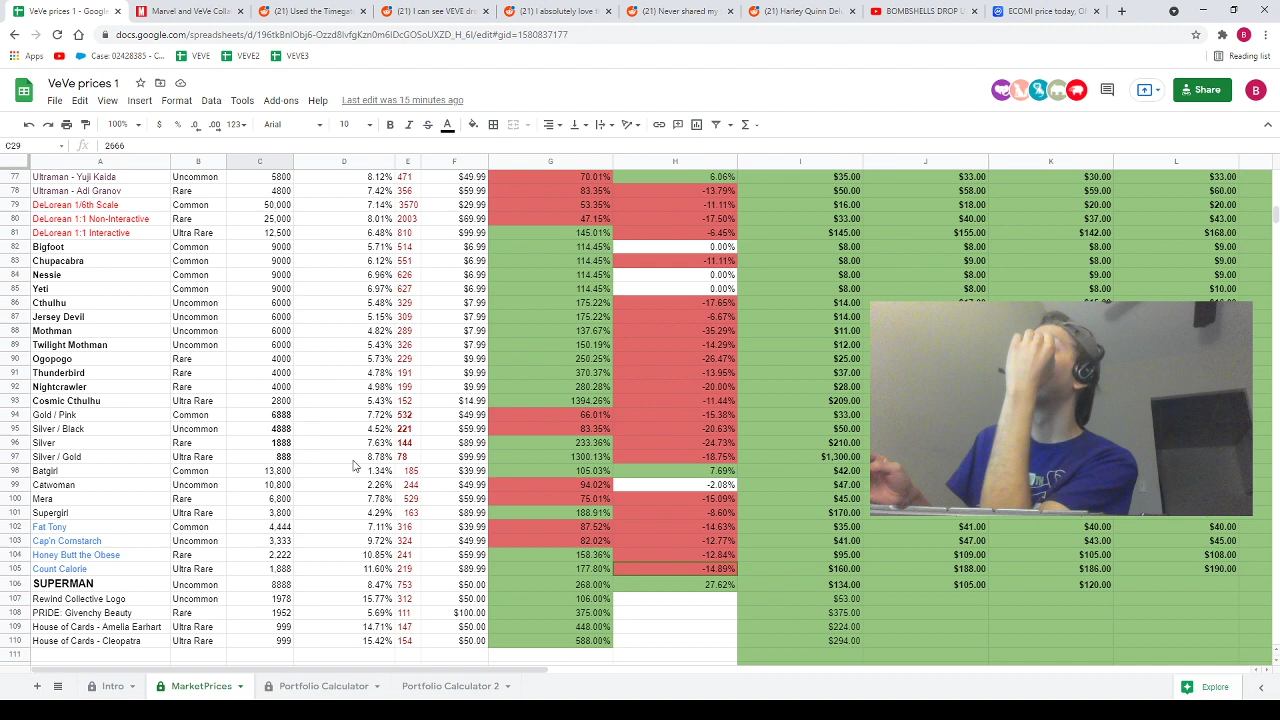 VeVe prices 1 - Google
Marvel and VeVe Colla
(21) Used the Timegat
(21) I can see VEVE dr
(21) I absolutely love th
(21) Never shared my
(21) Harley Quinn Del
BOMBSHELLS DROP L
ECOMI price today, O
docs.google.com/spreadsheets/d/
/edit#gid=1580837177
Apps YouTube Case: 02428385 - C... VEVE VEVE2 VEVE3 Reading list
VeVe prices 1
File Edit View Insert Format Data Tools Add-ons Help Last edit was 15 minutes ago
Share B
100% $ % .0 .00 123 Arial 10 B I S A
C29 fx 2666
A B C D E F G H I J K L
77 Ultraman - Yuji Kaida Uncommon 5800 8.12% 471 $49.99 70.01% 6.06% $35.00 $33.00 $30.00 $33.00
78 Ultraman - Adi Granov Rare 4800 7.42% 356 $59.99 83.35% -13.79% $50.00 $58.00 $59.00 $60.00
79 DeLorean 1/6th Scale Common 50,000 7.14% 3570 $29.99 53.35% -11.11% $16.00 $18.00 $20.00 $20.00
80 DeLorean 1:1 Non-Interactive Rare 25,000 8.01% 2003 $69.99 47.15% -17.50% $33.00 $40.00 $37.00 $43.00
81 DeLorean 1:1 Interactive Ultra Rare 12,500 6.48% 810 $99.99 145.01% -6.45% $145.00 $155.00 $142.00 $168.00
82 Bigfoot Common 9000 5.71% 514 $6.99 114.45% 0.00% $8.00 $8.00 $8.00 $9.00
83 Chupacabra Common 9000 6.12% 551 $6.99 114.45% -11.11% $8.00 $9.00 $8.00 $9.00
84 Nessie Common 9000 6.96% 626 $6.99 114.45% 0.00% $8.00 $8.00 $9.00 $9.00
85 Yeti Common 9000 6.97% 627 $6.99 114.45% 0.00% $8.00 $8.00 $8.00 $10.00
86 Cthulhu Uncommon 6000 5.48% 329 $7.99 175.22% -17.65% $14.00
87 Jersey Devil Uncommon 6000 5.15% 309 $7.99 175.22% -6.67% $14.00
88 Mothman Uncommon 6000 4.82% 289 $7.99 137.67% -35.29% $11.00
89 Twilight Mothman Uncommon 6000 5.43% 326 $7.99 150.19% -14.29% $12.00
90 Ogopogo Rare 4000 5.73% 229 $9.99 250.25% -26.47% $25.00
91 Thunderbird Rare 4000 4.78% 191 $9.99 370.37% -13.95% $37.00
92 Nightcrawler Rare 4000 4.98% 199 $9.99 280.28% -20.00% $28.00
93 Cosmic Cthulhu Ultra Rare 2800 5.43% 152 $14.99 1394.26% -11.44% $209.00
94 Gold / Pink Common 6888 7.72% 532 $49.99 66.01% -15.38% $33.00
95 Silver / Black Uncommon 4888 4.52% 221 $59.99 83.35% -20.63% $50.00
96 Silver Rare 1888 7.63% 144 $89.99 233.36% -24.73% $210.00
97 Silver / Gold Ultra Rare 888 8.78% 78 $99.99 1300.13% -18.75% $1,300.00
98 Batgirl Common 13,800 1.34% 185 $39.99 105.03% 7.69% $42.00
99 Catwoman Uncommon 10,800 2.26% 244 $49.99 94.02% -2.08% $47.00
100 Mera Rare 6,800 7.78% 529 $59.99 75.01% -15.09% $45.00
101 Supergirl Ultra Rare 3,800 4.29% 163 $89.99 188.91% -8.60% $170.00
102 Fat Tony Common 4,444 7.11% 316 $39.99 87.52% -14.63% $35.00 $41.00 $40.00 $40.00
103 Cap'n Cornstarch Uncommon 3,333 9.72% 324 $49.99 82.02% -12.77% $41.00 $47.00 $43.00 $45.00
104 Honey Butt the Obese Rare 2,222 10.85% 241 $59.99 158.36% -12.84% $95.00 $109.00 $105.00 $108.00
105 Count Calorie Ultra Rare 1,888 11.60% 219 $89.99 177.80% -14.89% $160.00 $188.00 $186.00 $190.00
106 SUPERMAN Uncommon 8888 8.47% 753 $50.00 268.00% 27.62% $134.00 $105.00 $120.00
107 Rewind Collective Logo Uncommon 1978 15.77% 312 $50.00 106.00% $53.00
108 PRIDE: Givenchy Beauty Rare 1952 5.69% 111 $100.00 375.00% $375.00
109 House of Cards - Amelia Earhart Ultra Rare 999 14.71% 147 $50.00 448.00% $224.00
110 House of Cards - Cleopatra Ultra Rare 999 15.42% 154 $50.00 588.00% $294.00
111
Intro MarketPrices Portfolio Calculator Portfolio Calculator 2 Explore